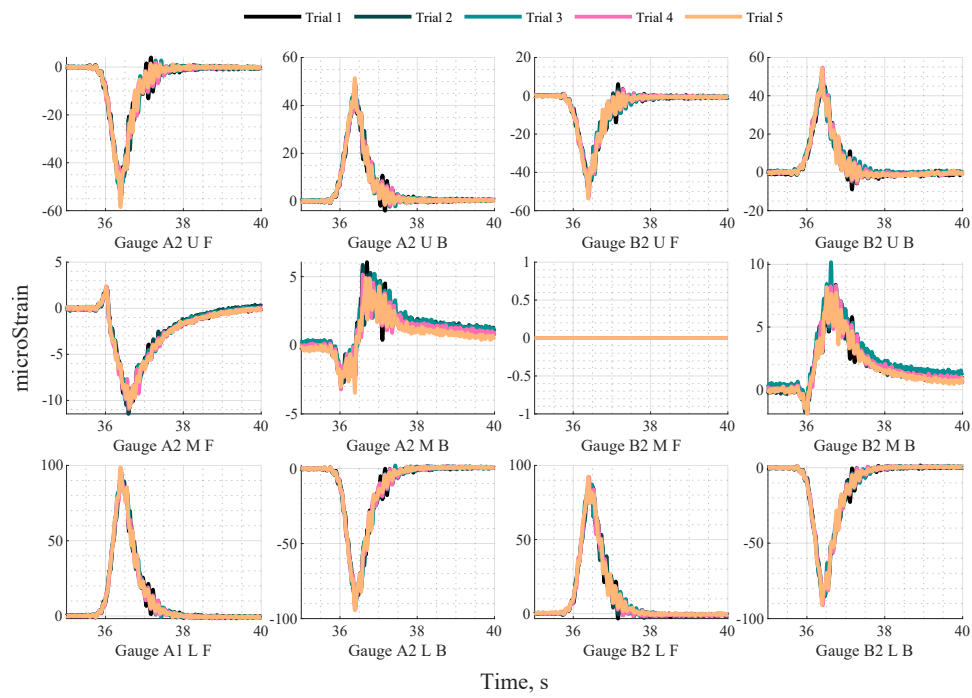 Trial 1 Trial 2 Trial 3 Trial 4 Trial 5
0
-20
-40
-60
36 38 40
Gauge A2 U F
60
40
20
0
36 38 40
Gauge A2 U B
20
0
-20
-40
-60
36 38 40
Gauge B2 U F
60
40
20
0
-20
36 38 40
Gauge B2 U B
microStrain
5
0
-5
-10
36 38 40
Gauge A2 M F
5
0
-5
36 38 40
Gauge A2 M B
1
0.5
0
-0.5
-1
36 38 40
Gauge B2 M F
10
5
0
36 38 40
Gauge B2 M B
100
50
0
36 38 40
Gauge A1 L F
0
-50
-100
36 38 40
Gauge A2 L B
100
50
0
36 38 40
Gauge B2 L F
0
-50
-100
36 38 40
Gauge B2 L B
Time, s